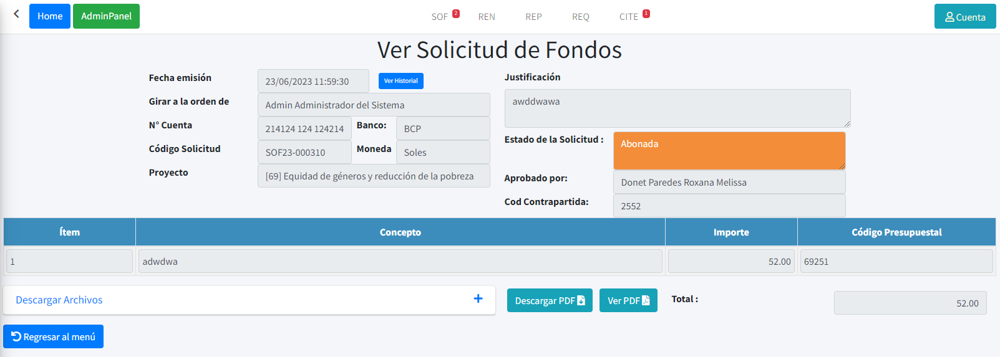 Home AdminPanel SOF 2 REN REP REQ CITE 1 Cuenta
Ver Solicitud de Fondos
Fecha emisión 23/06/2023 11:59:30 Ver Historial
Girar a la orden de Admin Administrador del Sistema
N° Cuenta 214124 124 124214 Banco: BCP
Código Solicitud SOF23-000310 Moneda Soles
Proyecto [69] Equidad de géneros y reducción de la pobreza
Justificación
awddwawa
Estado de la Solicitud : Abonada
Aprobado por: Donet Paredes Roxana Melissa
Cod Contrapartida: 2552
Ítem Concepto Importe Código Presupuestal
1 adwdwa 52.00 69251
Descargar Archivos Descargar PDF Ver PDF Total : 52.00
Regresar al menú